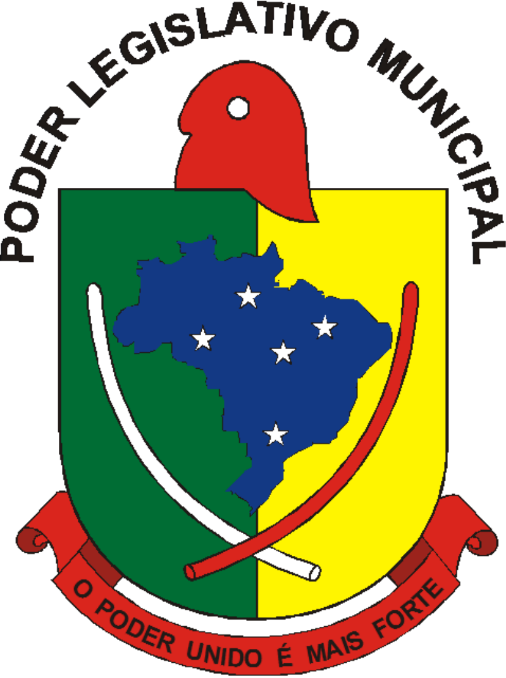 PODER LEGISLATIVO MUNICIPAL
O PODER UNIDO É MAIS FORTE